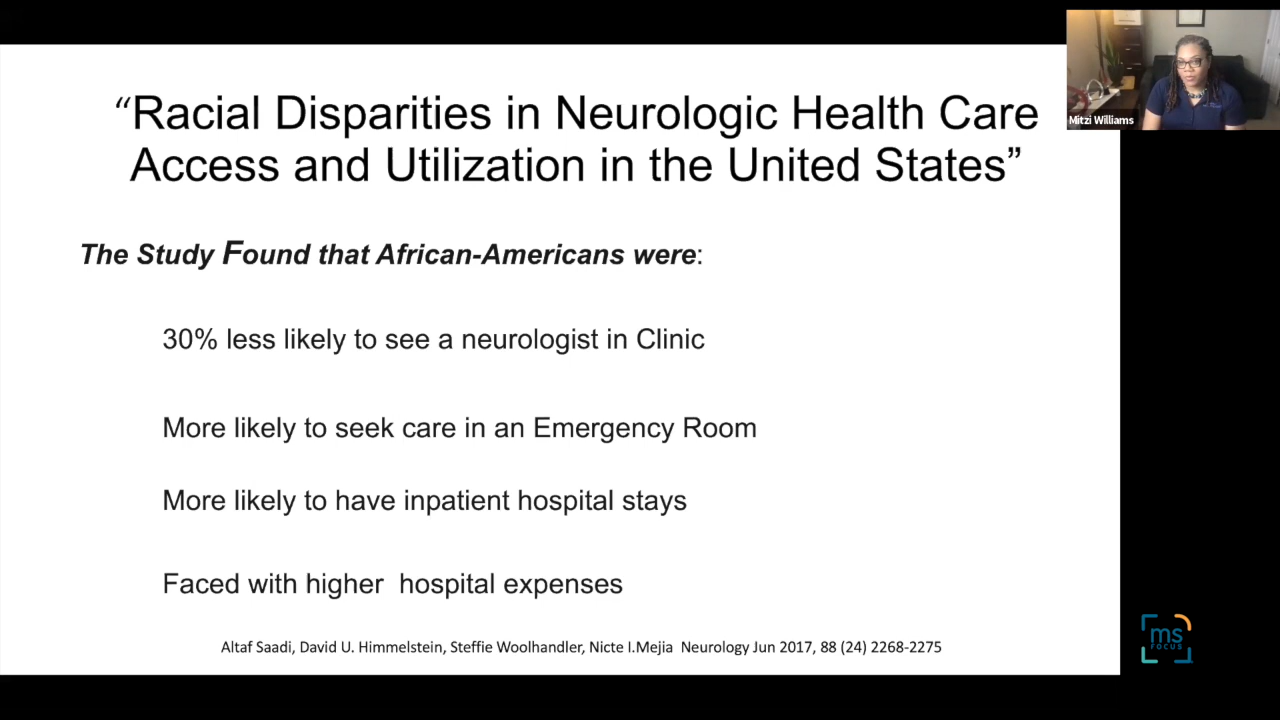 “Racial Disparities in Neurologic Health Care
Access and Utilization in the United States”
The Study Found that African-Americans were:
30% less likely to see a neurologist in Clinic
More likely to seek care in an Emergency Room
More likely to have inpatient hospital stays
Faced with higher  hospital expenses
Altaf Saadi, David U. Himmelstein, Steffie Woolhandler, Nicte I.Mejia  Neurology Jun 2017, 88 (24) 2268-2275
Mitzi Williams
ms
FOCUS